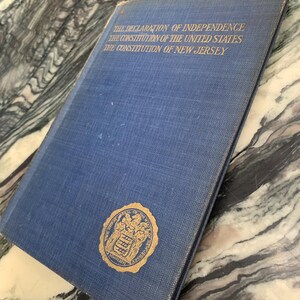 THE DECLARATION OF INDEPENDENCE
THE CONSTITUTION OF THE UNITED STATES
THE CONSTITUTION OF NEW JERSEY